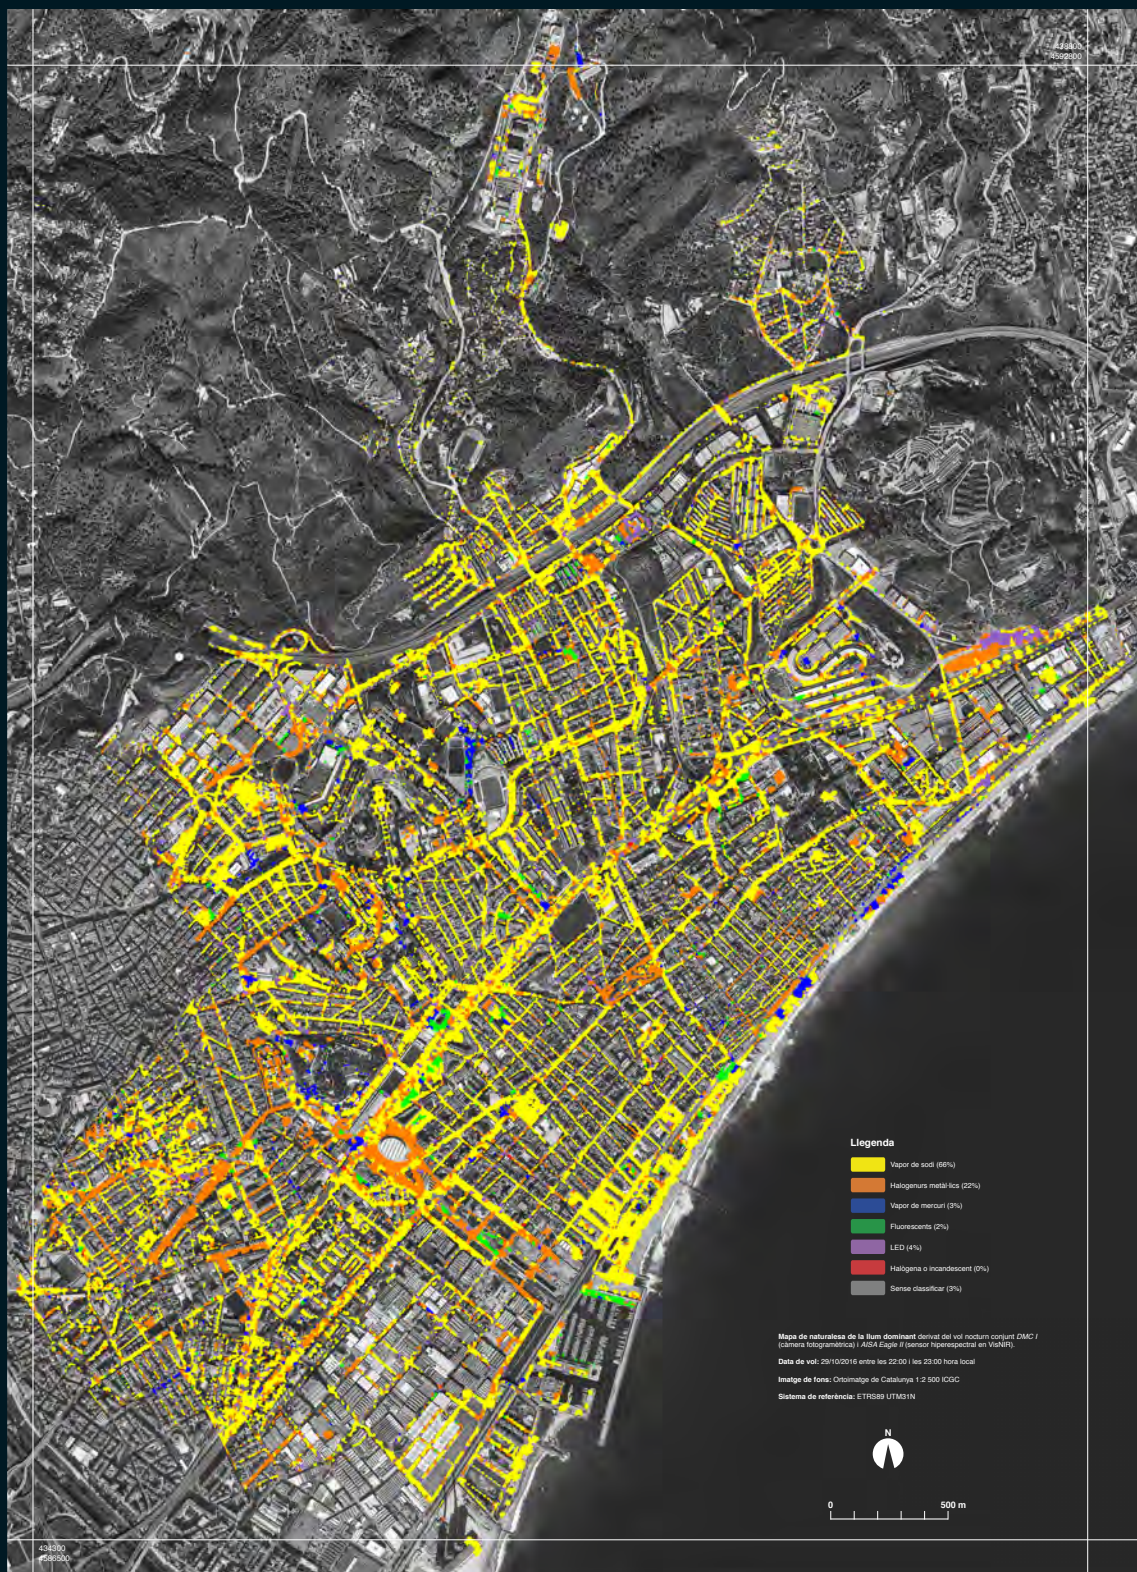 438800
4592800
Llegenda
Vapor de sodi (66%)
Halogenurs metàl·lics (22%)
Vapor de mercuri (3%)
Fluorescents (2%)
LED (4%)
Halògena o incandescent (0%)
Sense classificar (3%)
Mapa de naturalesa de la llum dominant derivat del vol nocturn conjunt DMC I
(càmera fotogramètrica) i AISA Eagle II (sensor hiperespectral en VisNIR).
Data de vol: 29/10/2016 entre les 22:00 i les 23:00 hora local
Imatge de fons: Ortoimatge de Catalunya 1:2 500 ICGC
Sistema de referència: ETRS89 UTM31N
N
0 500 m
434300
4586500